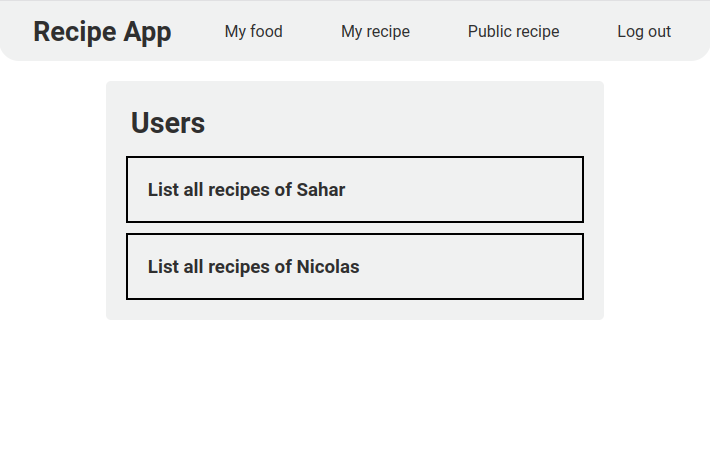 Recipe App My food My recipe Public recipe Log out
Users
List all recipes of Sahar
List all recipes of Nicolas